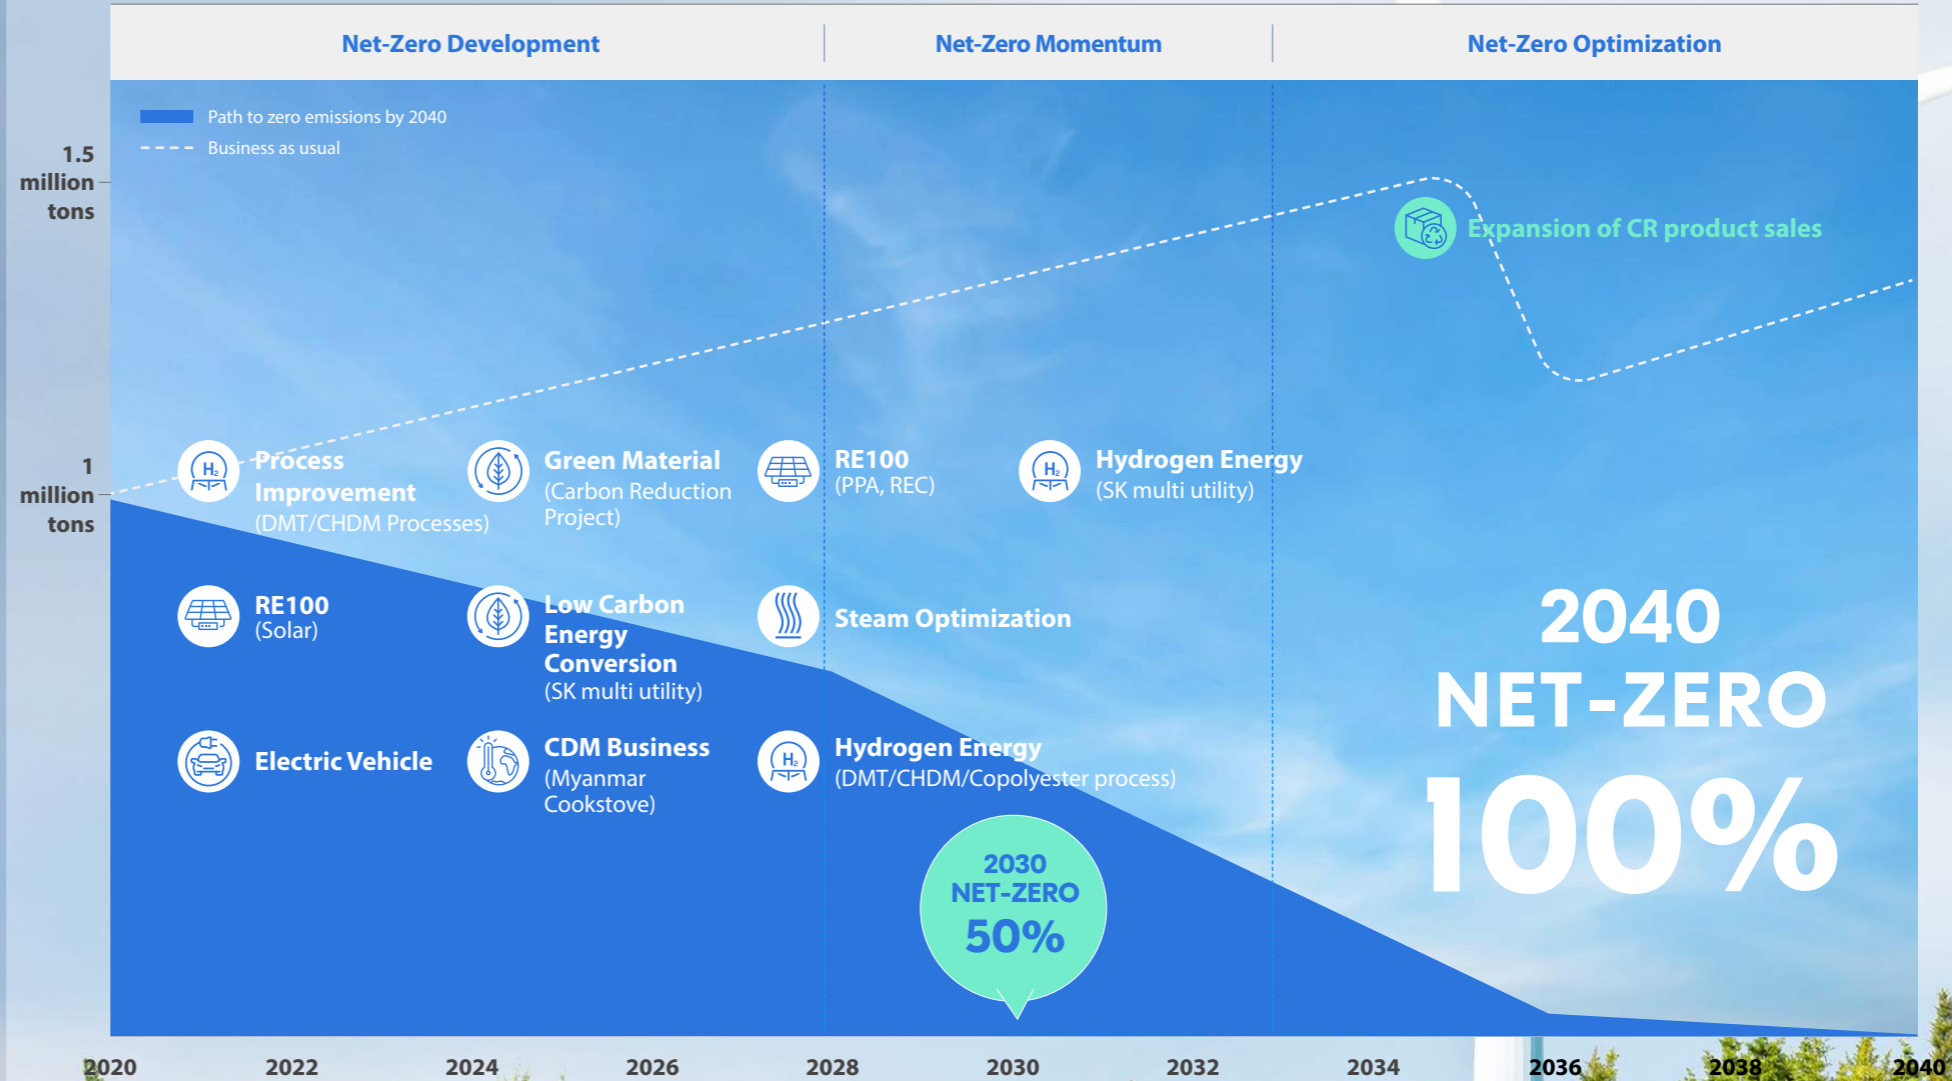 Net-Zero Development
Net-Zero Momentum
Net-Zero Optimization
Path to zero emissions by 2040
Business as usual
1.5
million
tons
1
million
tons
Expansion of CR product sales
H₂
Process
Improvement
(DMT/CHDM Processes)
Green Material
(Carbon Reduction
Project)
RE100
(PPA, REC)
H₂
Hydrogen Energy
(SK multi utility)
RE100
(Solar)
Low Carbon
Energy
Conversion
(SK multi utility)
Steam Optimization
Electric Vehicle
CDM Business
(Myanmar
Cookstove)
H₂
Hydrogen Energy
(DMT/CHDM/Copolyester process)
2030
NET-ZERO
50%
2040
NET-ZERO
100%
2020
2022
2024
2026
2028
2030
2032
2034
2036
2038
2040